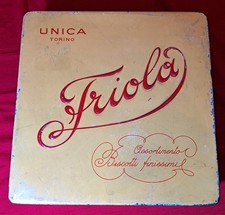 UNICA
TORINO
Friola
Assortimento
Biscotti finissimi